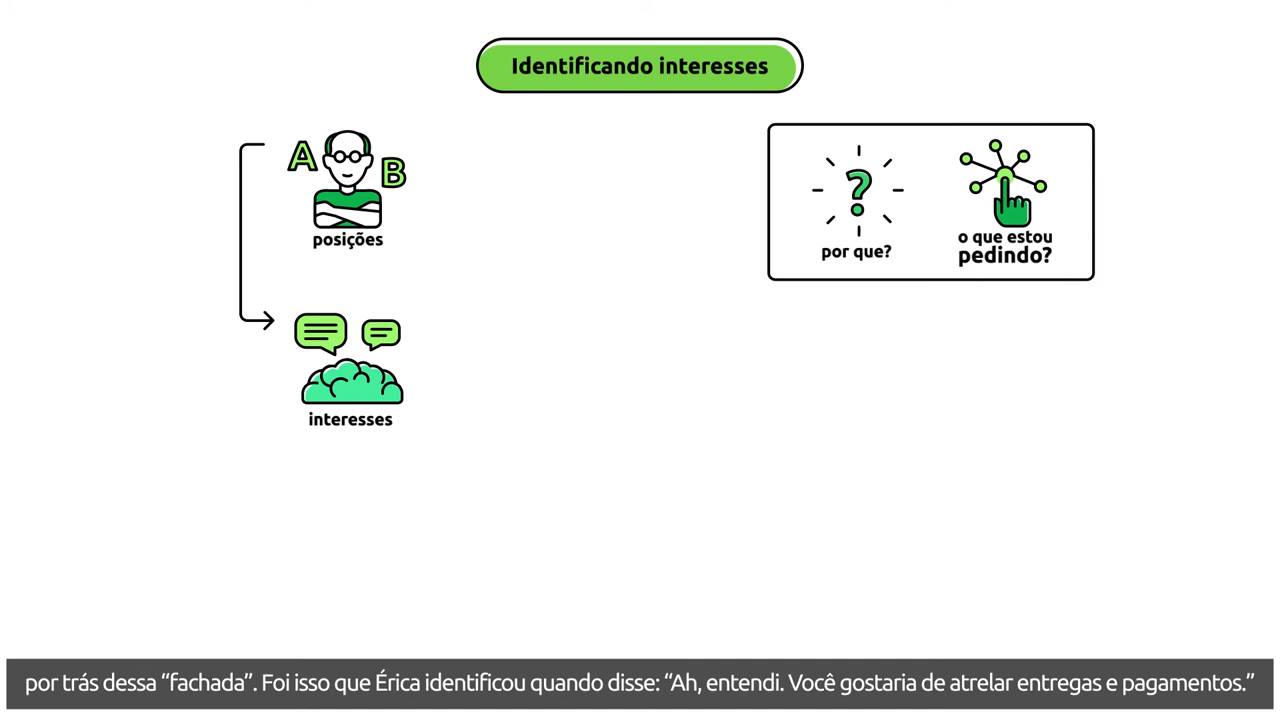 Identificando interesses
A
B
posições
interesses
?
por que?
o que estou
pedindo?
por trás dessa “fachada”. Foi isso que Érica identificou quando disse: “Ah, entendi. Você gostaria de atrelar entregas e pagamentos.”